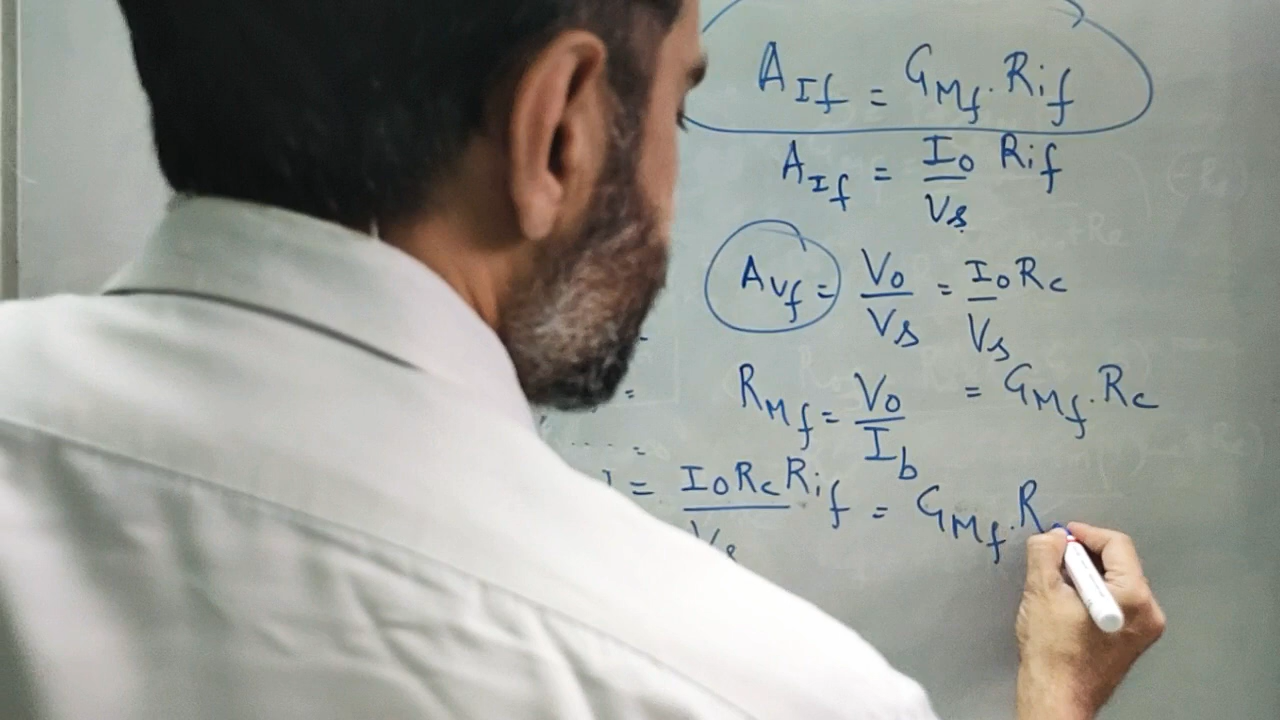 A_If = G_Mf . R_if
A_If = I_o/V_s R_if
A_Vf = V_o/V_s = I_o R_c/V_s
R_Mf = V_o/I_b = G_Mf . R_c
= I_o R_c R_if/V_s = G_Mf . R